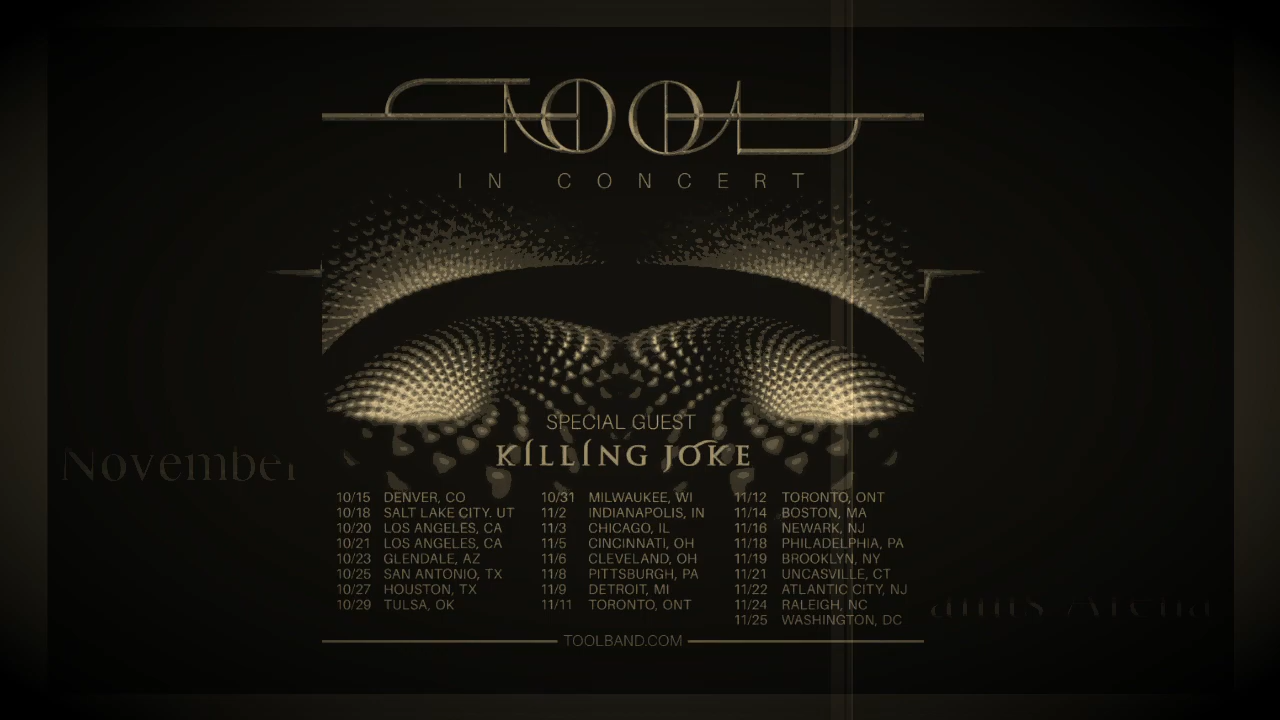 TOOL
IN CONCERT
SPECIAL GUEST
KILLING JOKE
November
10/15 DENVER, CO
10/18 SALT LAKE CITY. UT
10/20 LOS ANGELES, CA
10/21 LOS ANGELES, CA
10/23 GLENDALE, AZ
10/25 SAN ANTONIO, TX
10/27 HOUSTON, TX
10/29 TULSA, OK
10/31 MILWAUKEE, WI
11/2 INDIANAPOLIS, IN
11/3 CHICAGO, IL
11/5 CINCINNATI, OH
11/6 CLEVELAND, OH
11/8 PITTSBURGH, PA
11/9 DETROIT, MI
11/11 TORONTO, ONT
11/12 TORONTO, ONT
11/14 BOSTON, MA
11/16 NEWARK, NJ
11/18 PHILADELPHIA, PA
11/19 BROOKLYN, NY
11/21 UNCASVILLE, CT
11/22 ATLANTIC CITY, NJ
11/24 RALEIGH, NC
11/25 WASHINGTON, DC
Arena
TOOLBAND.COM